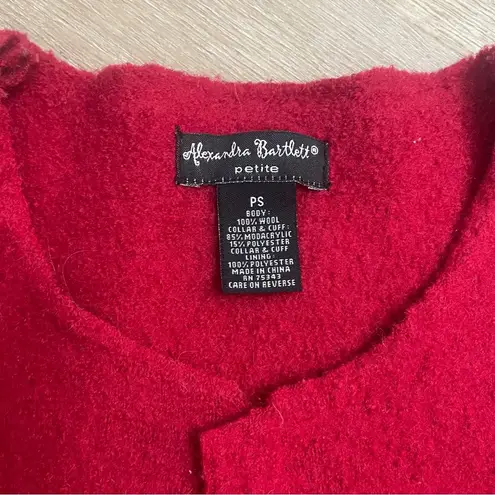 Alexandra Bartlett®
petite
PS
BODY:
100% WOOL
COLLAR & CUFF:
85% MODACRYLIC
15% POLYESTER
COLLAR & CUFF
LINING:
100% POLYESTER
MADE IN CHINA
RN 75343
CARE ON REVERSE